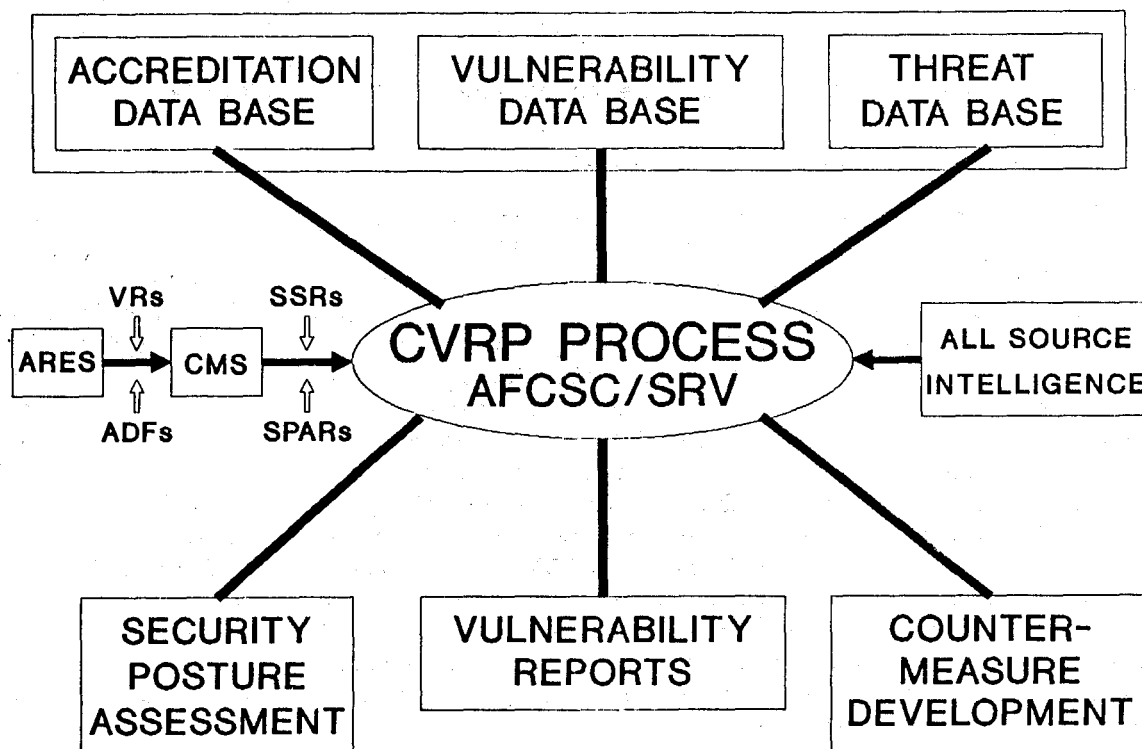 ACCREDITATION
DATA BASE
VULNERABILITY
DATA BASE
THREAT
DATA BASE
VRs
SSRs
ARES
CMS
ADFs
SPARs
CVRP PROCESS
AFCSC/SRV
ALL SOURCE
INTELLIGENCE
SECURITY
POSTURE
ASSESSMENT
VULNERABILITY
REPORTS
COUNTER-
MEASURE
DEVELOPMENT